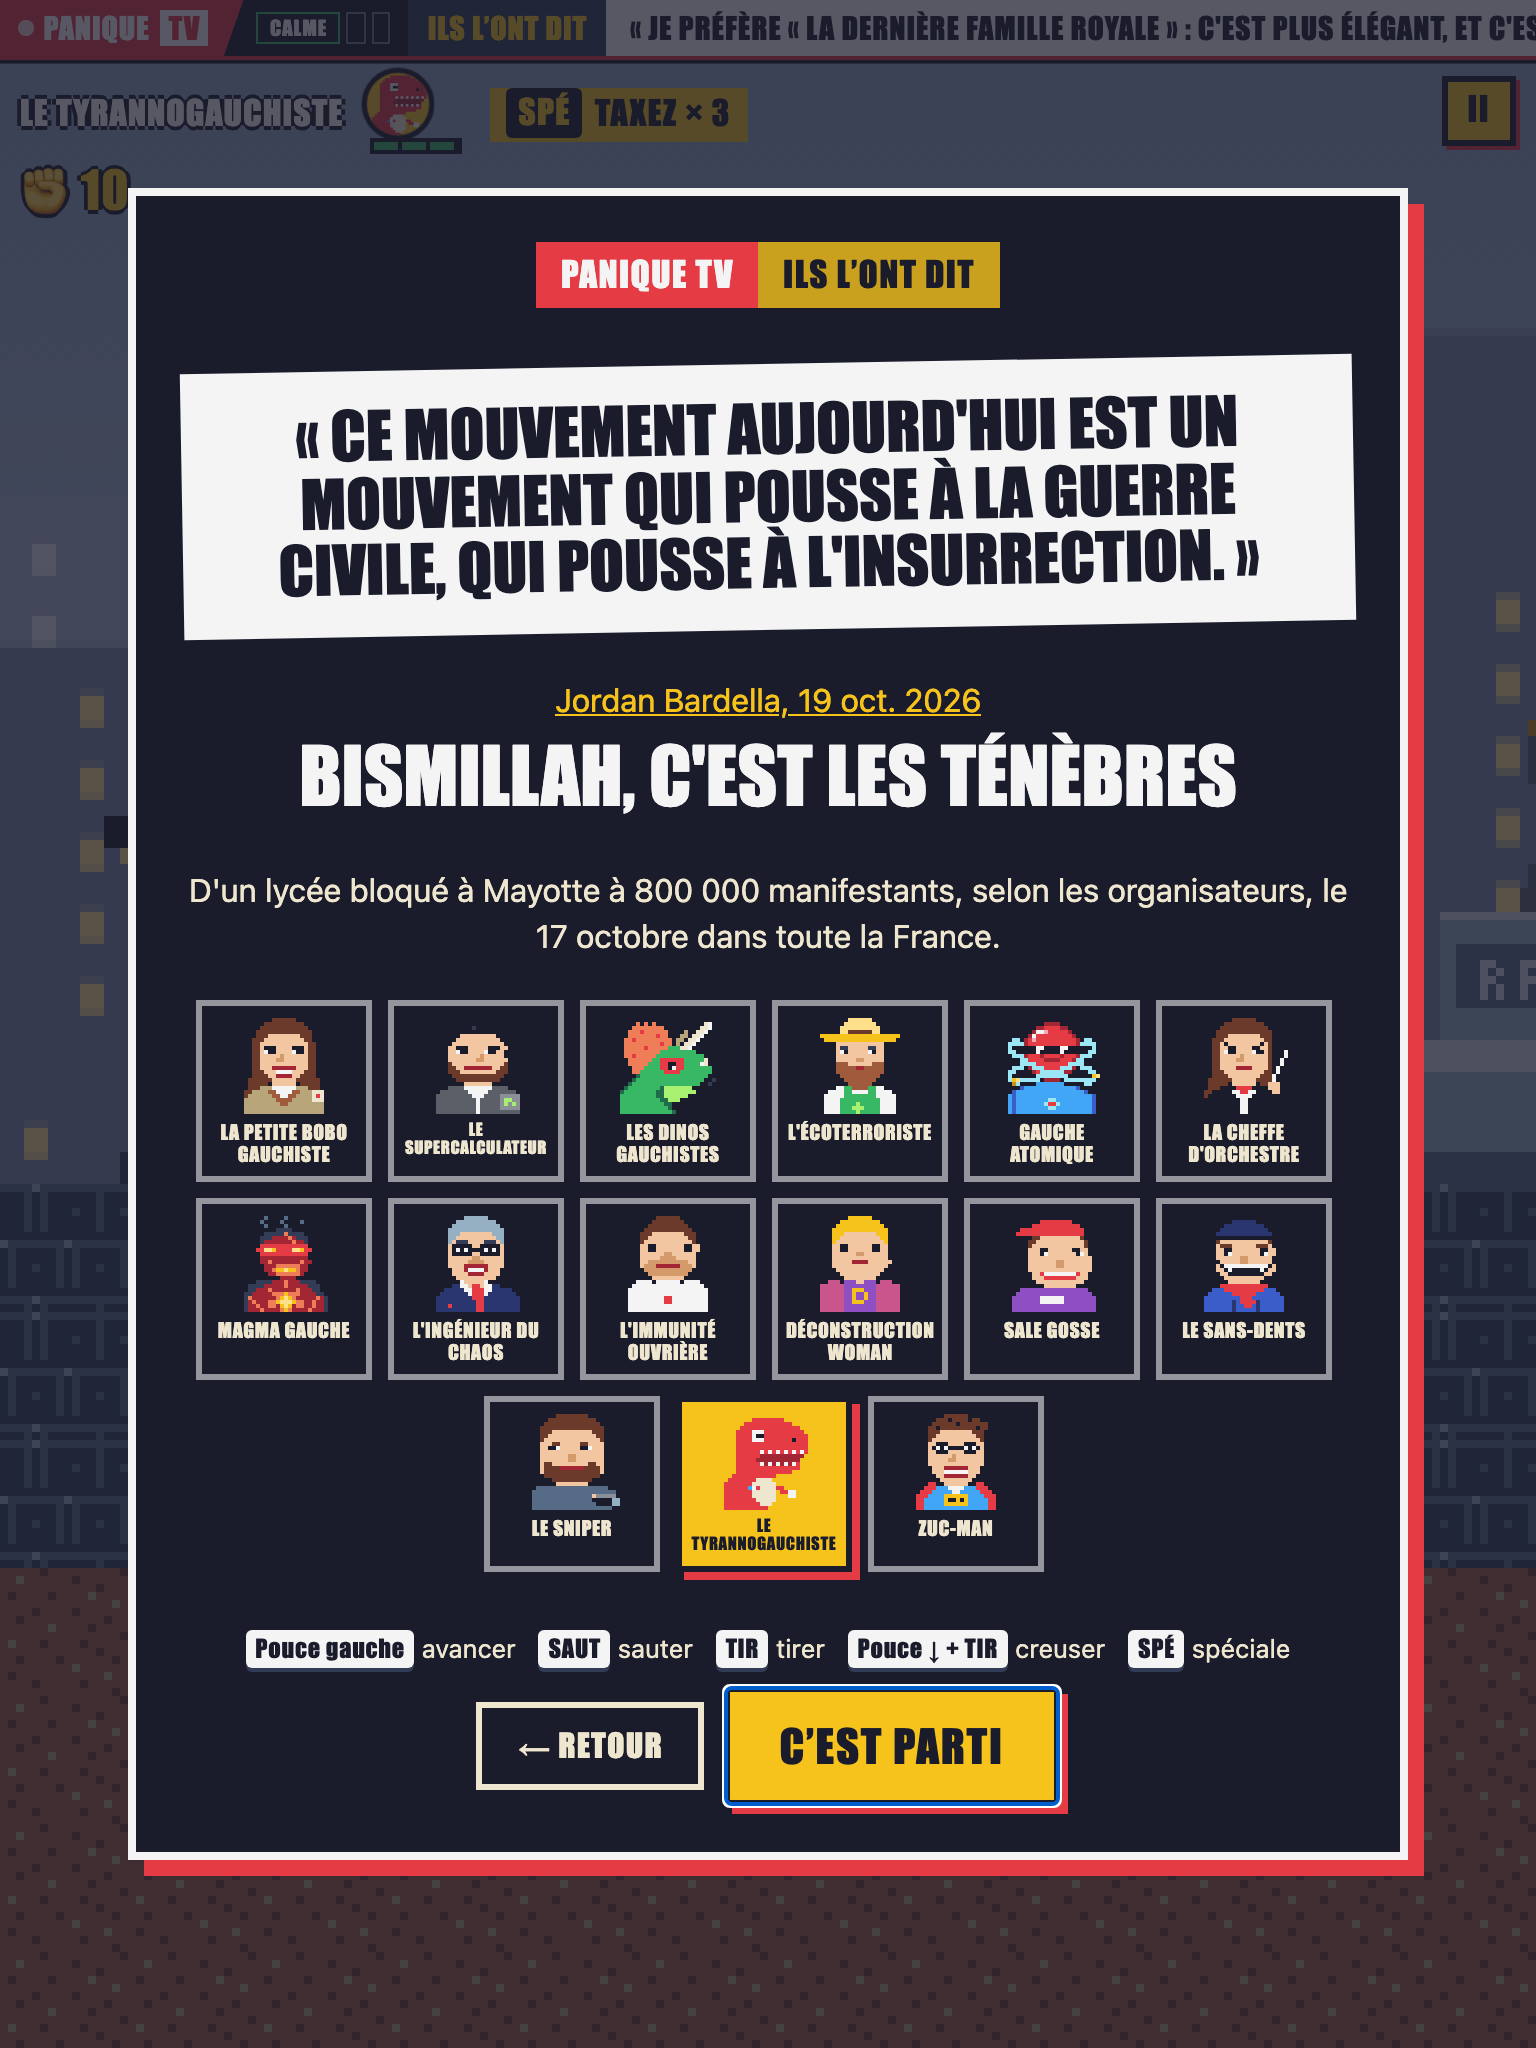 PANIQUE TV CALME ILS L’ONT DIT « JE PRÉFÈRE « LA DERNIÈRE FAMILLE ROYALE » : C'EST PLUS ÉLÉGANT, ET C'ES
LE TYRANNOGAUCHISTE SPÉ TAXEZ × 3
10
PANIQUE TV ILS L’ONT DIT
« CE MOUVEMENT AUJOURD'HUI EST UN
MOUVEMENT QUI POUSSE À LA GUERRE
CIVILE, QUI POUSSE À L'INSURRECTION. »
Jordan Bardella, 19 oct. 2026
BISMILLAH, C'EST LES TÉNÈBRES
D'un lycée bloqué à Mayotte à 800 000 manifestants, selon les organisateurs, le
17 octobre dans toute la France.
LA PETITE BOBO
GAUCHISTE
LE
SUPERCALCULATEUR
LES DINOS
GAUCHISTES
L'ÉCOTERRORISTE
GAUCHE
ATOMIQUE
LA CHEFFE
D'ORCHESTRE
MAGMA GAUCHE
L'INGÉNIEUR DU
CHAOS
L'IMMUNITÉ
OUVRIÈRE
DÉCONSTRUCTION
WOMAN
SALE GOSSE
LE SANS-DENTS
LE SNIPER
LE
TYRANNOGAUCHISTE
ZUC-MAN
Pouce gauche avancer SAUT sauter TIR tirer Pouce ↓ + TIR creuser SPÉ spéciale
← RETOUR
C’EST PARTI